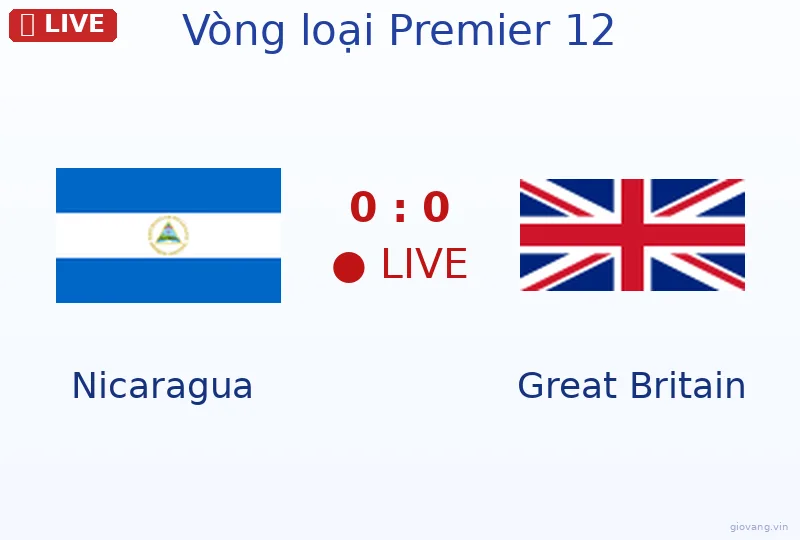 LIVE
Vòng loại Premier 12
0 : 0
● LIVE
Nicaragua
Great Britain
giovang.vin